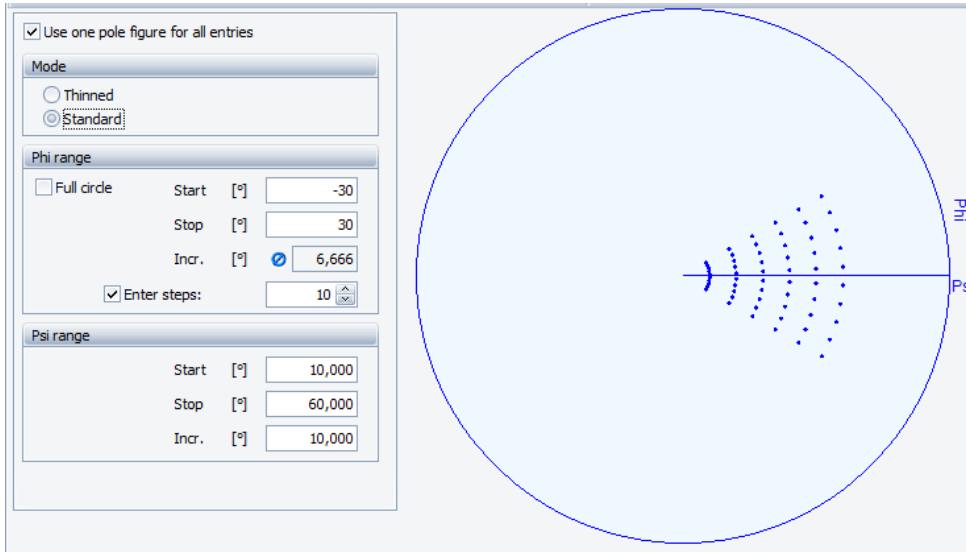 Use one pole figure for all entries
Mode
Thinned
Standard
Phi range
Full circle Start [°] -30
Stop [°] 30
Incr. [°] 6,666
Enter steps: 10
Psi range
Start [°] 10,000
Stop [°] 60,000
Incr. [°] 10,000
Phi
Ps